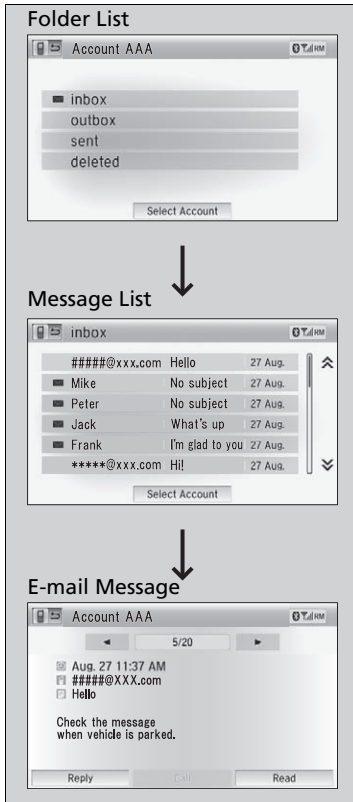 Folder List
Account AAA
RM
inbox
outbox
sent
deleted
Select Account
Message List
inbox
RM
#####@xxx.com Hello 27 Aug.
Mike No subject 27 Aug.
Peter No subject 27 Aug.
Jack What's up 27 Aug.
Frank I'm glad to you 27 Aug.
*****@xxx.com Hi! 27 Aug.
Select Account
E-mail Message
Account AAA
RM
5/20
Aug. 27 11:37 AM
#####@XXX.com
Hello
Check the message
when vehicle is parked.
Reply Call Read